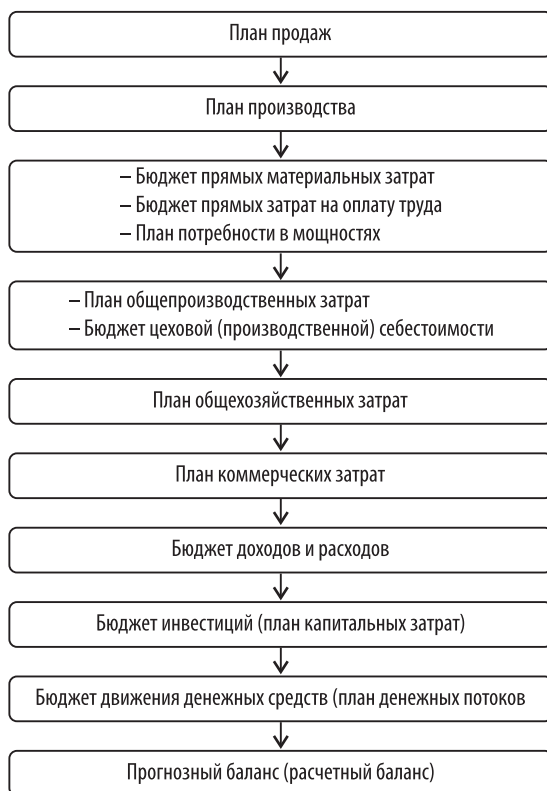 План продаж
План производства
– Бюджет прямых материальных затрат
– Бюджет прямых затрат на оплату труда
– План потребности в мощностях
– План общепроизводственных затрат
– Бюджет цеховой (производственной) себестоимости
План общехозяйственных затрат
План коммерческих затрат
Бюджет доходов и расходов
Бюджет инвестиций (план капитальных затрат)
Бюджет движения денежных средств (план денежных потоков
Прогнозный баланс (расчетный баланс)